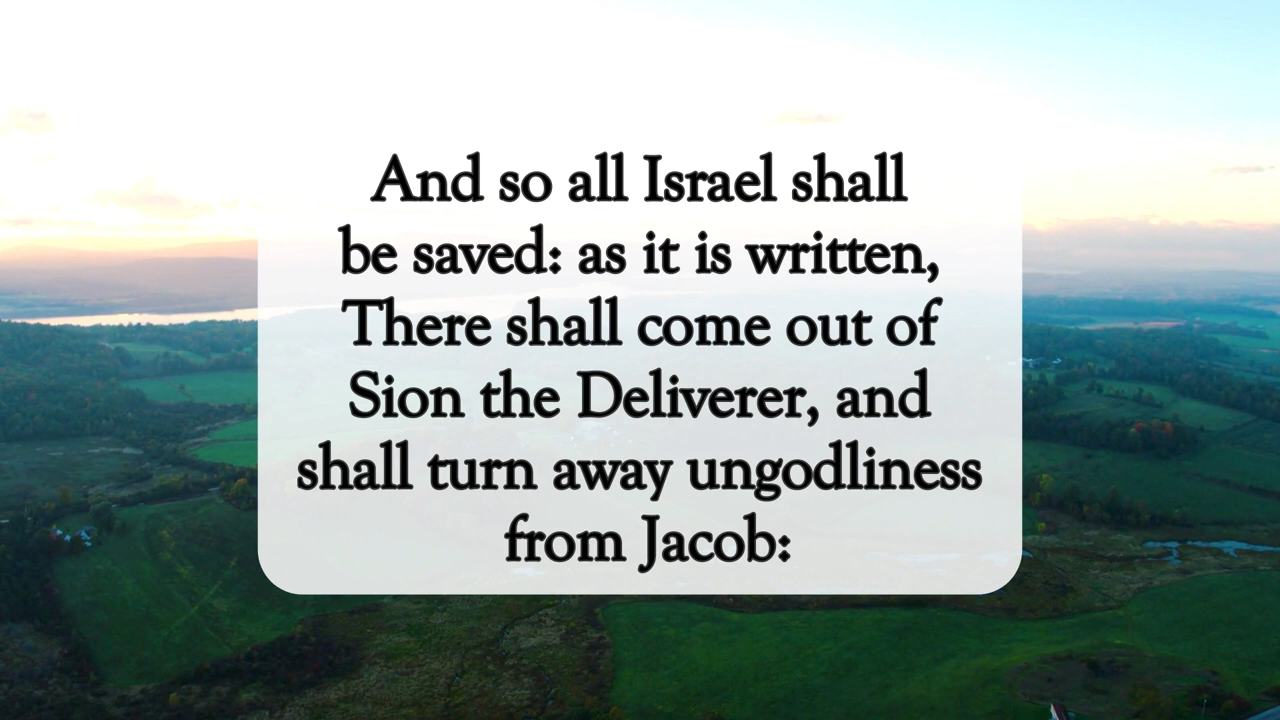 And so all Israel shall
be saved: as it is written,
There shall come out of
Sion the Deliverer, and
shall turn away ungodliness
from Jacob: